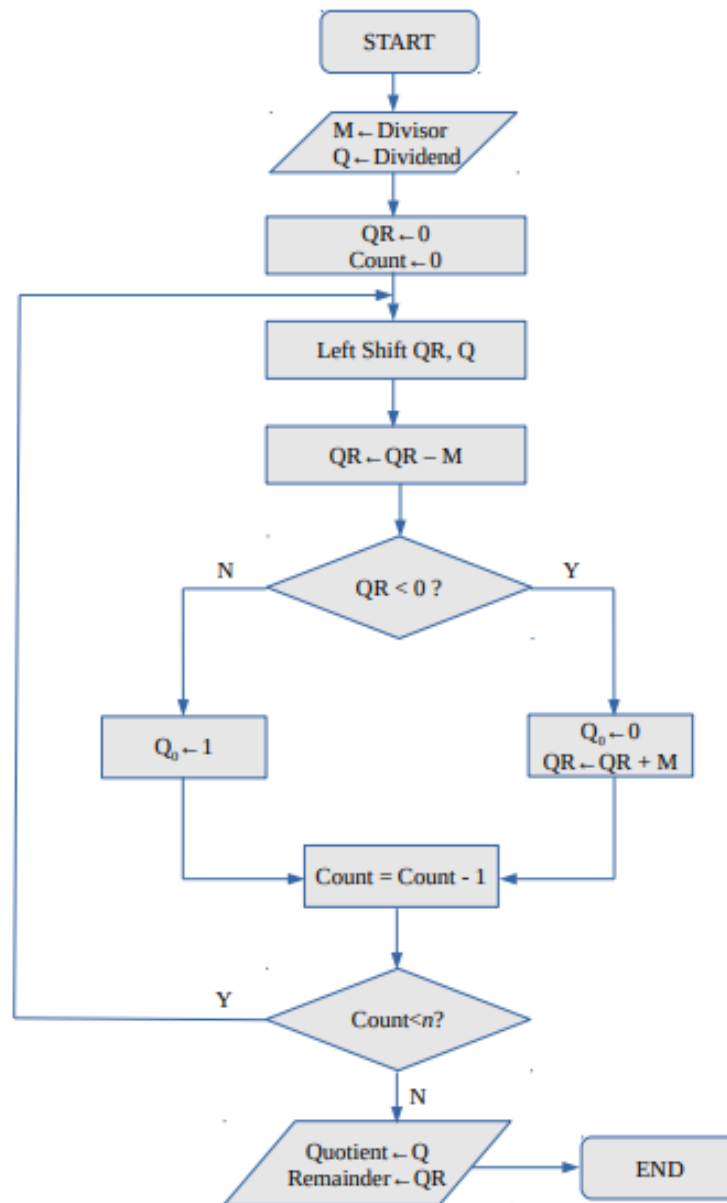 START
M←Divisor
Q←Dividend
QR←0
Count←0
Left Shift QR, Q
QR←QR – M
QR < 0 ?
N
Y
Q₀←1
Q₀←0
QR←QR + M
Count = Count - 1
Count<n?
Y
N
Quotient←Q
Remainder←QR
END